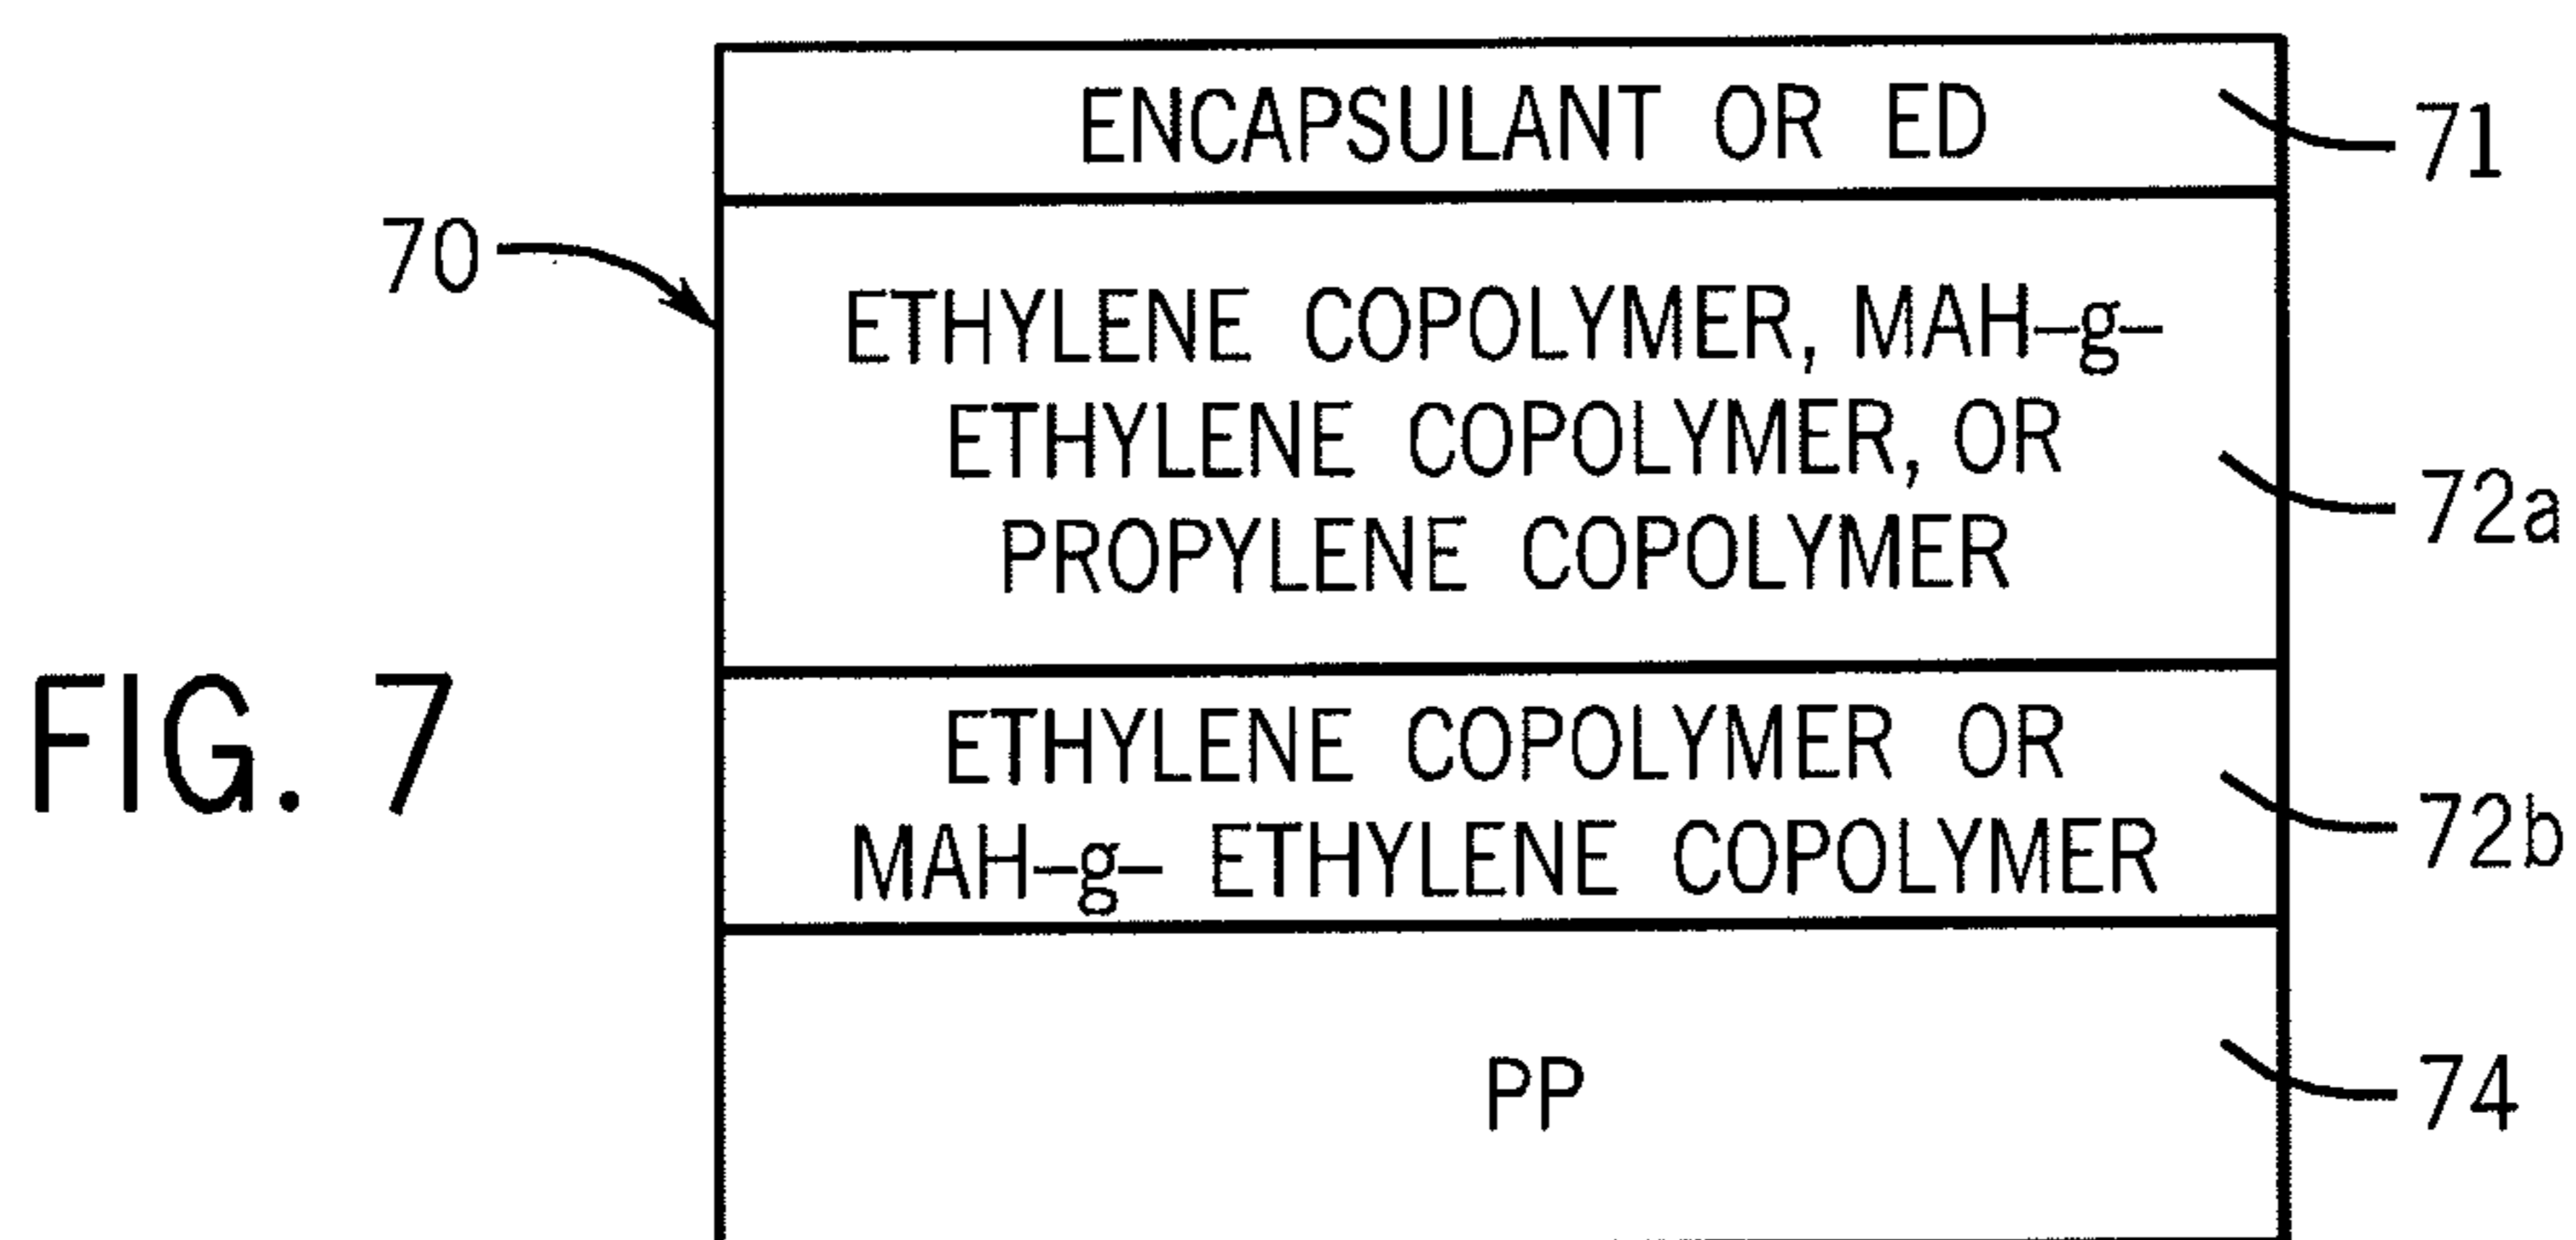 ENCAPSULANT OR ED
71
70
ETHYLENE COPOLYMER, MAH-g-
ETHYLENE COPOLYMER, OR
PROPYLENE COPOLYMER
72a
FIG. 7
ETHYLENE COPOLYMER OR
MAH-g- ETHYLENE COPOLYMER
72b
PP
74